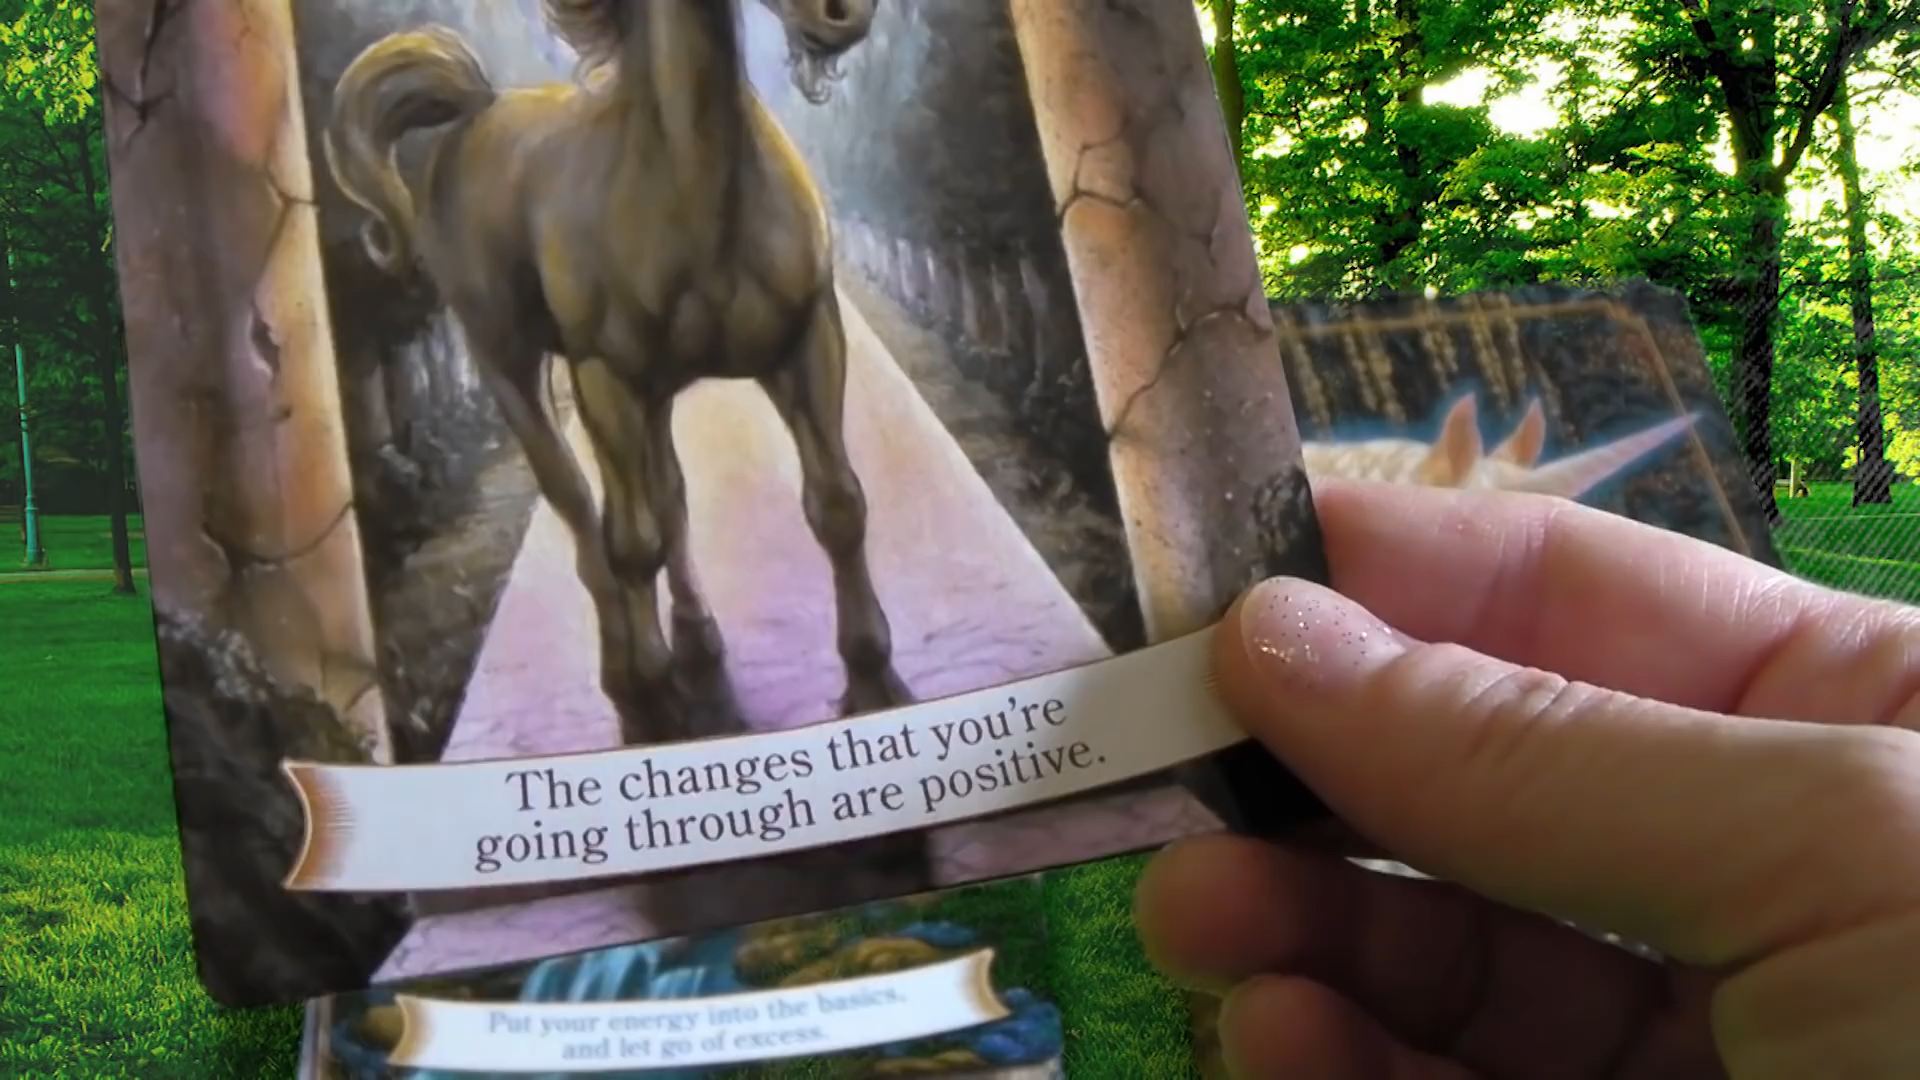 The changes that you're
going through are positive.
Put your energy into the basics,
and let go of excess.